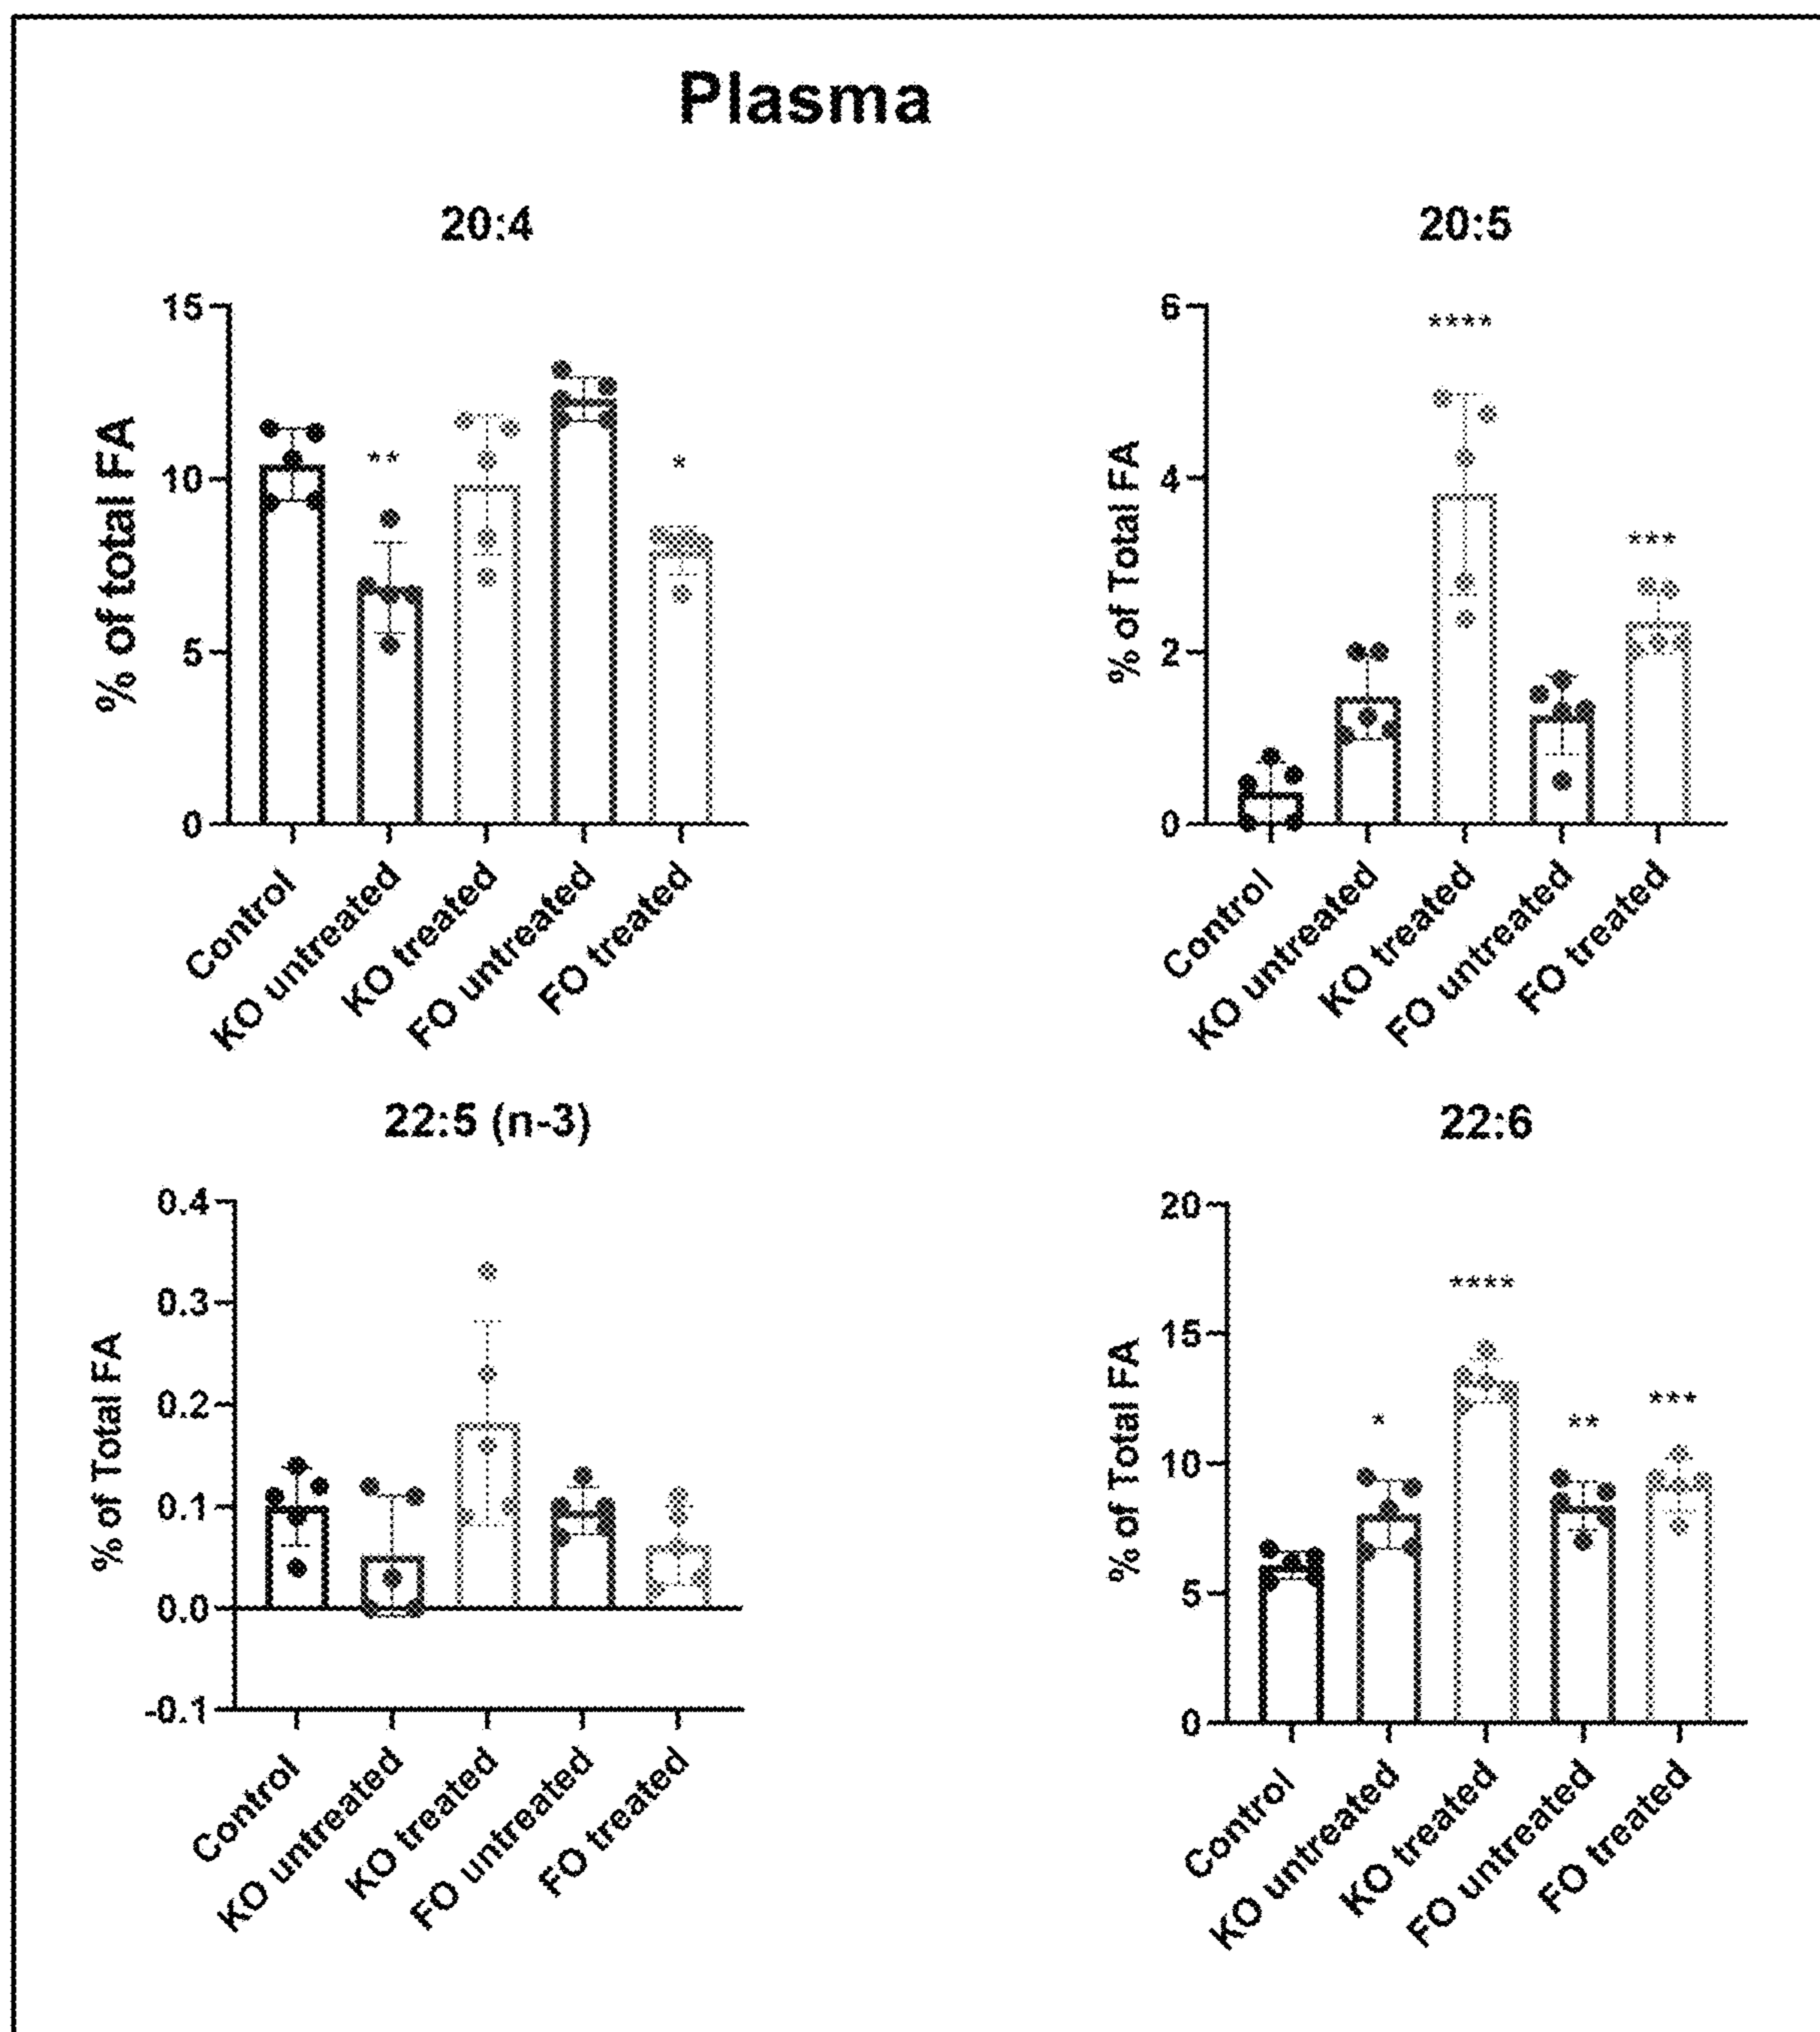 Plasma
20:4
% of total FA
15
10
5
0
**
*
Control
KO untreated
KO treated
FO untreated
FO treated
20:5
% of Total FA
6
4
2
0
****
***
Control
KO untreated
KO treated
FO untreated
FO treated
22:5 (n-3)
% of Total FA
0.4
0.3
0.2
0.1
0.0
-0.1
Control
KO untreated
KO treated
FO untreated
FO treated
22:6
% of Total FA
20
15
10
5
0
*
****
**
***
Control
KO untreated
KO treated
FO untreated
FO treated